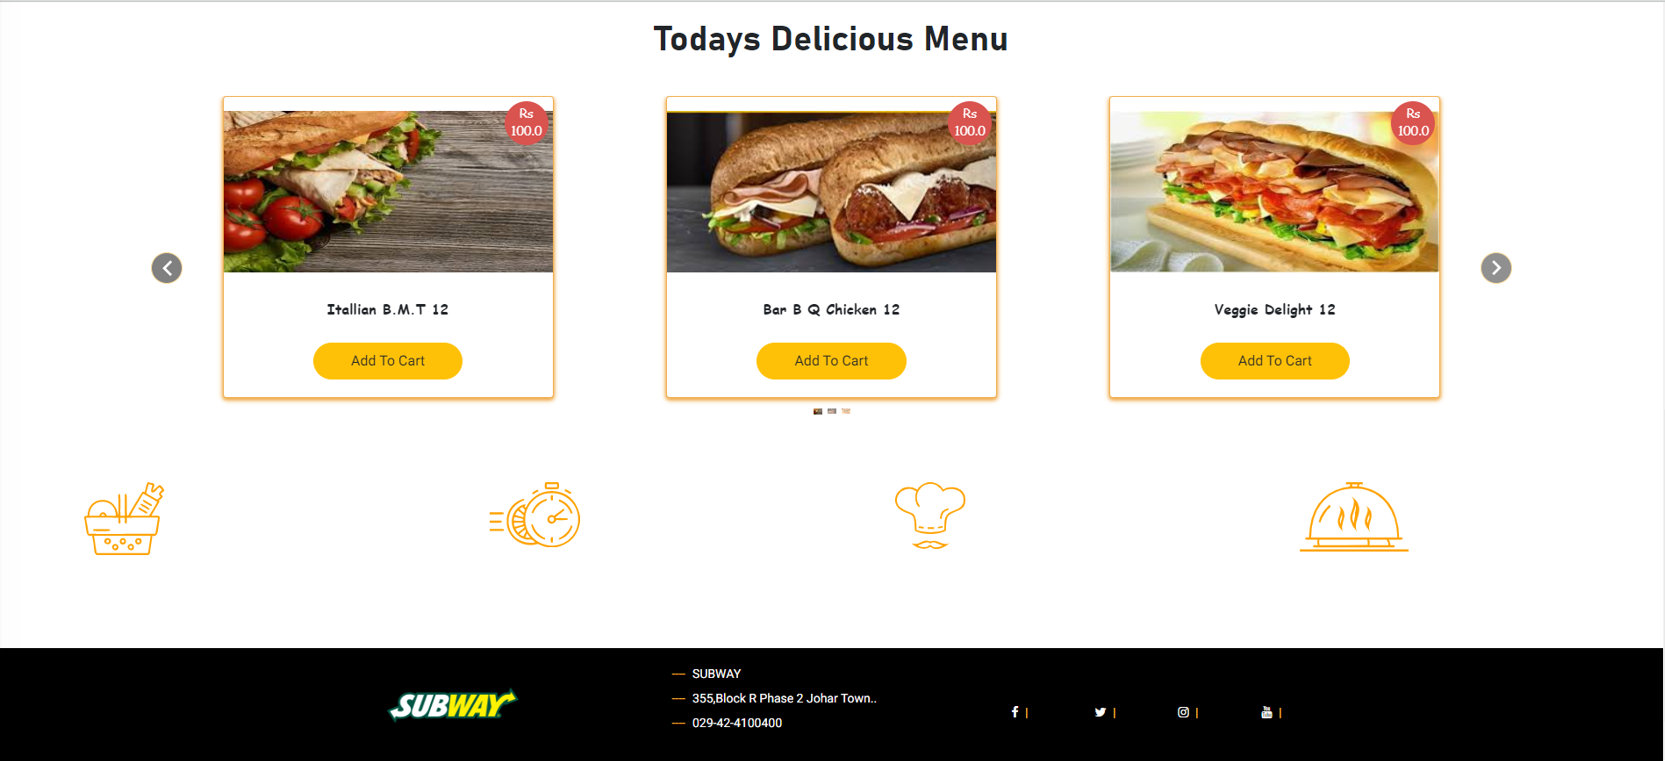 Todays Delicious Menu
Rs
100.0
Rs
100.0
Rs
100.0
Itallian B.M.T 12
Bar B Q Chicken 12
Veggie Delight 12
Add To Cart
Add To Cart
Add To Cart
SUBWAY
SUBWAY
355,Block R Phase 2 Johar Town..
029-42-4100400